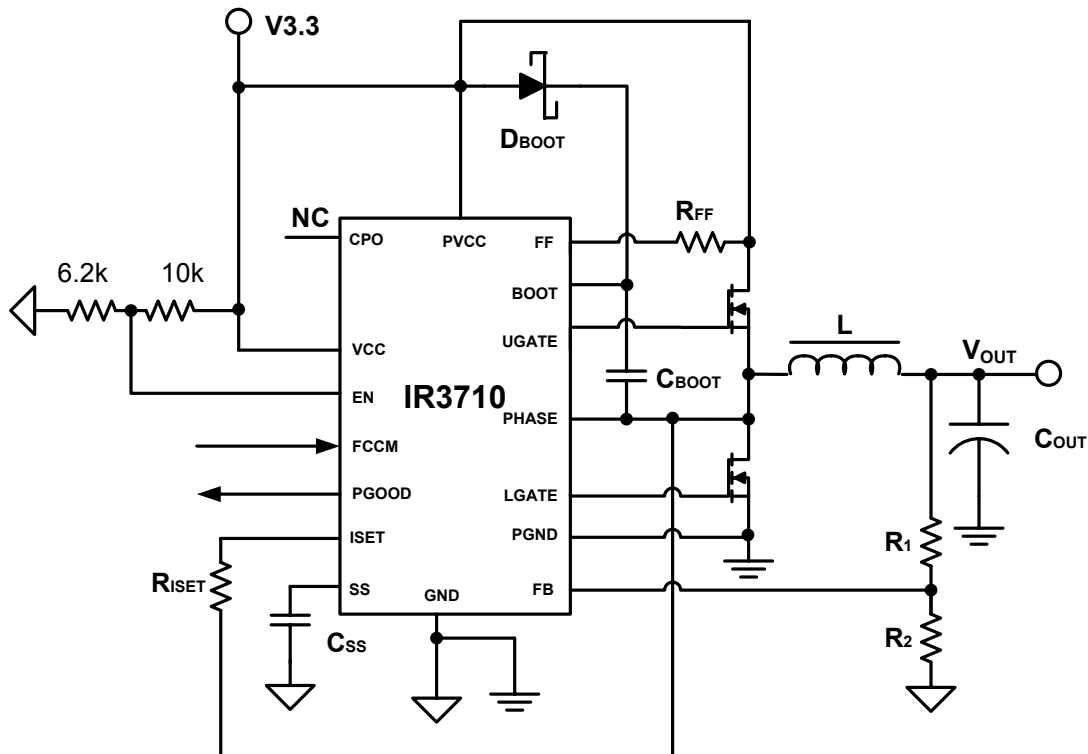 V3.3
DBOOT
NC
CPO
PVCC
FF
RFF
6.2k
10k
BOOT
UGATE
L
VOUT
VCC
EN
IR3710
CBOOT
PHASE
COUT
FCCM
PGOOD
LGATE
ISET
PGND
R1
RISET
SS
GND
FB
CSS
R2